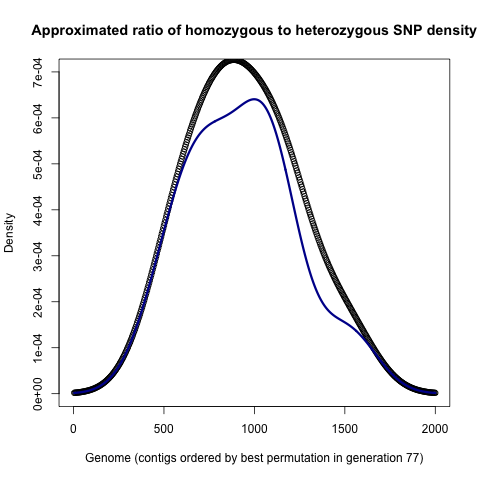 Approximated ratio of homozygous to heterozygous SNP density
7e-04
6e-04
5e-04
4e-04
3e-04
2e-04
1e-04
0e+00
Density
0 500 1000 1500 2000
Genome (contigs ordered by best permutation in generation 77)